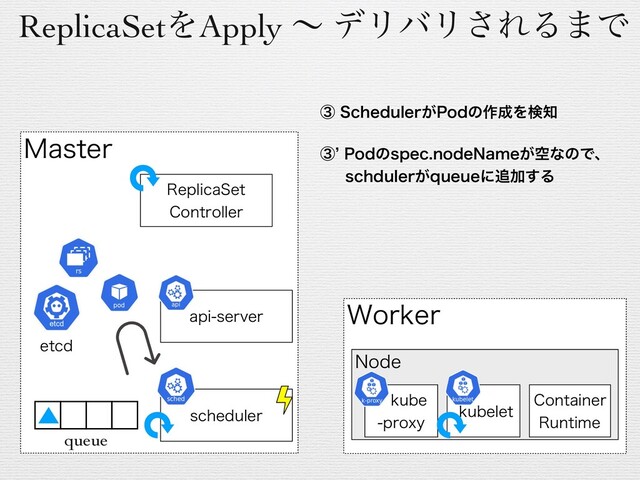 ReplicaSetをApply 〜 デリバリされるまで
③ SchedulerがPodの作成を検知
③’ Podのspec.nodeNameが空なので、
schdulerがqueueに追加する
Master
ReplicaSet
Controller
rs
pod
api
api-server
etcd
etcd
sched
scheduler
queue
Worker
Node
k-proxy
kube
-proxy
kubelet
kubelet
Container
Runtime